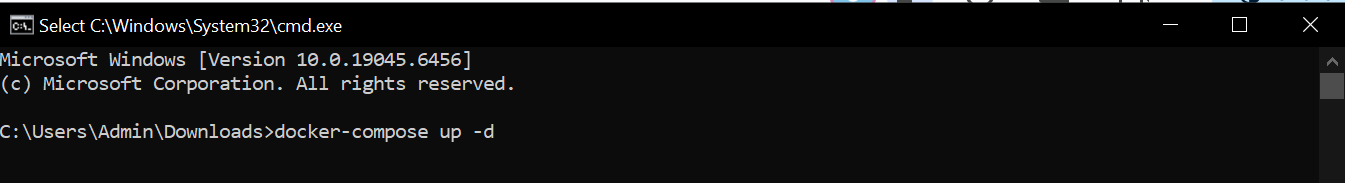 Select C:\Windows\System32\cmd.exe
Microsoft Windows [Version 10.0.19045.6456]
(c) Microsoft Corporation. All rights reserved.
C:\Users\Admin\Downloads>docker-compose up -d